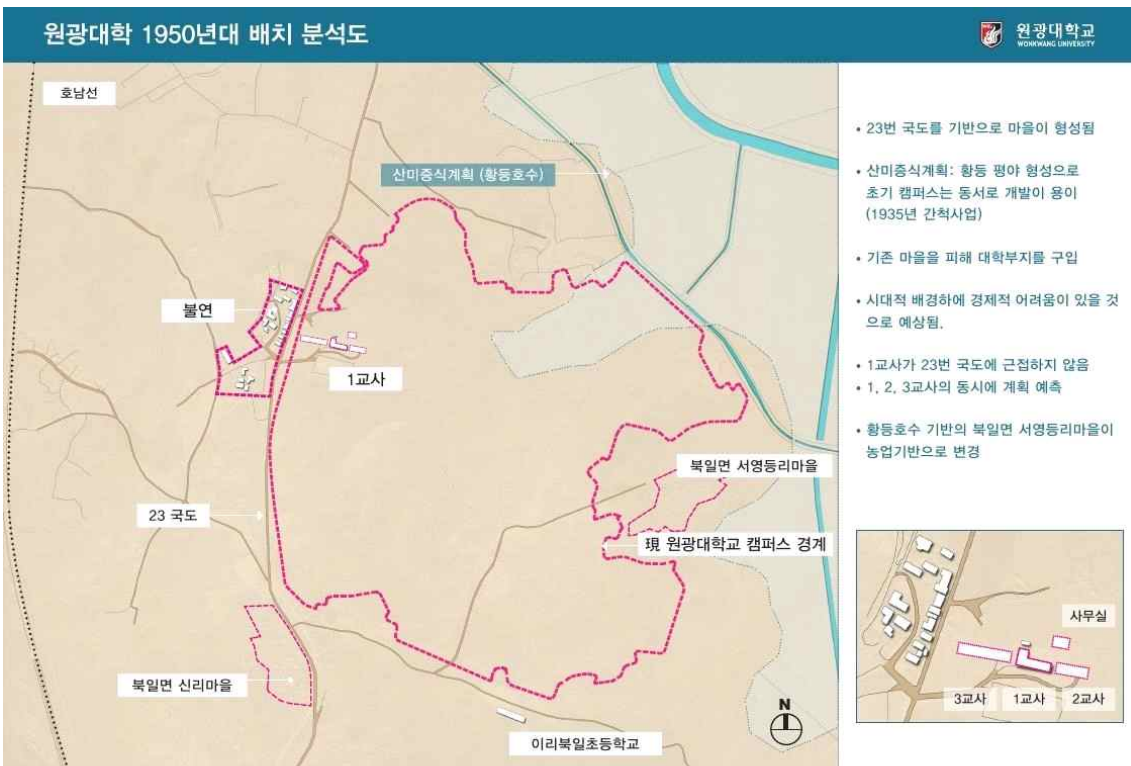 원광대학 1950년대 배치 분석도
원광대학교
WONKWANG UNIVERSITY
호남선
산미증식계획 (황등호수)
불연
1교사
북일면 서영등리마을
23 국도
現 원광대학교 캠퍼스 경계
북일면 신리마을
이리북일초등학교
N
• 23번 국도를 기반으로 마을이 형성됨
• 산미증식계획: 황등 평야 형성으로
초기 캠퍼스는 동서로 개발이 용이
(1935년 간척사업)
• 기존 마을을 피해 대학부지를 구입
• 시대적 배경하에 경제적 어려움이 있을 것
으로 예상됨.
• 1교사가 23번 국도에 근접하지 않음
• 1, 2, 3교사의 동시에 계획 예측
• 황등호수 기반의 북일면 서영등리마을이
농업기반으로 변경
사무실
3교사
1교사
2교사